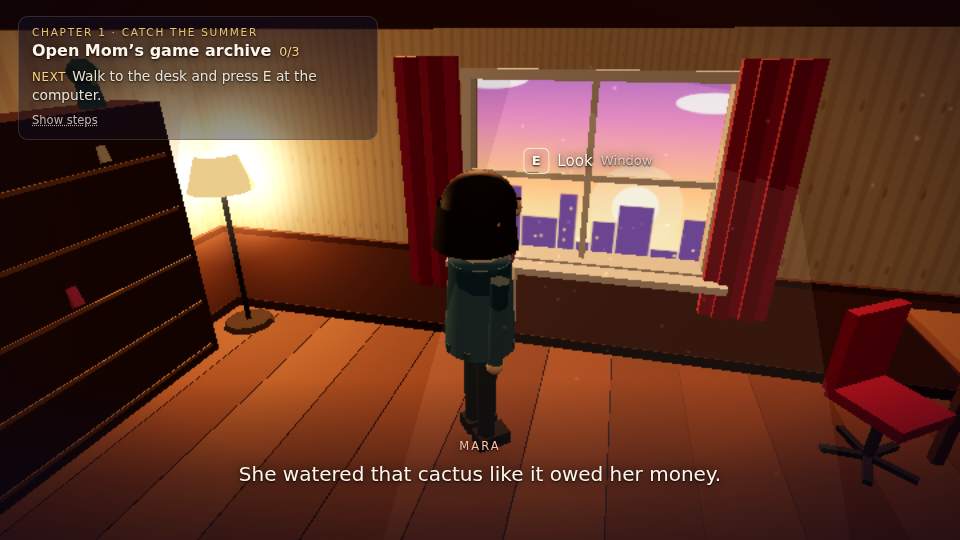 CHAPTER 1 · CATCH THE SUMMER
Open Mom’s game archive 0/3
NEXT Walk to the desk and press E at the
computer.
Show steps
E Look Window
MARA
She watered that cactus like it owed her money.